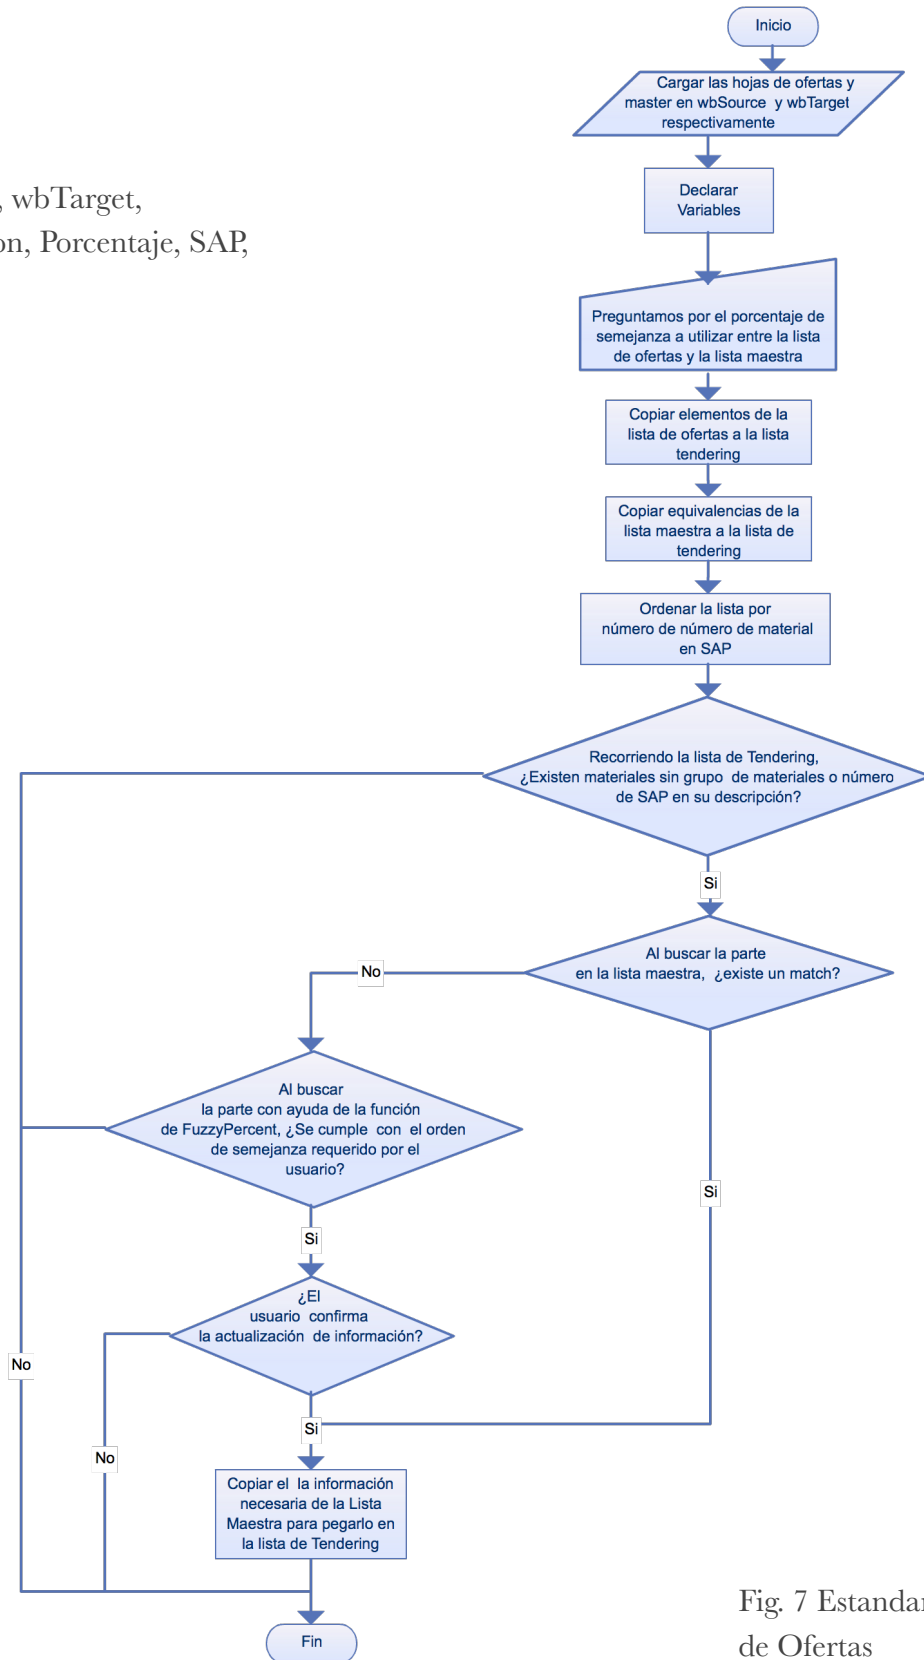 Inicio
Cargar las hojas de ofertas y
master en wbSource y wbTarget
respectivamente
, wbTarget,
on, Porcentaje, SAP,
Declarar
Variables
Preguntamos por el porcentaje de
semejanza a utilizar entre la lista
de ofertas y la lista maestra
Copiar elementos de la
lista de ofertas a la lista
tendering
Copiar equivalencias de la
lista maestra a la lista de
tendering
Ordenar la lista por
número de número de material
en SAP
Recorriendo la lista de Tendering,
¿Existen materiales sin grupo de materiales o número
de SAP en su descripción?
Si
Al buscar la parte
en la lista maestra, ¿existe un match?
No
Al buscar
la parte con ayuda de la función
de FuzzyPercent, ¿Se cumple con el orden
de semejanza requerido por el
usuario?
Si
Si
¿El
usuario confirma
la actualización de información?
No
Si
No
Copiar el la información
necesaria de la Lista
Maestra para pegarlo en
la lista de Tendering
Fin
Fig. 7 Estandar
de Ofertas